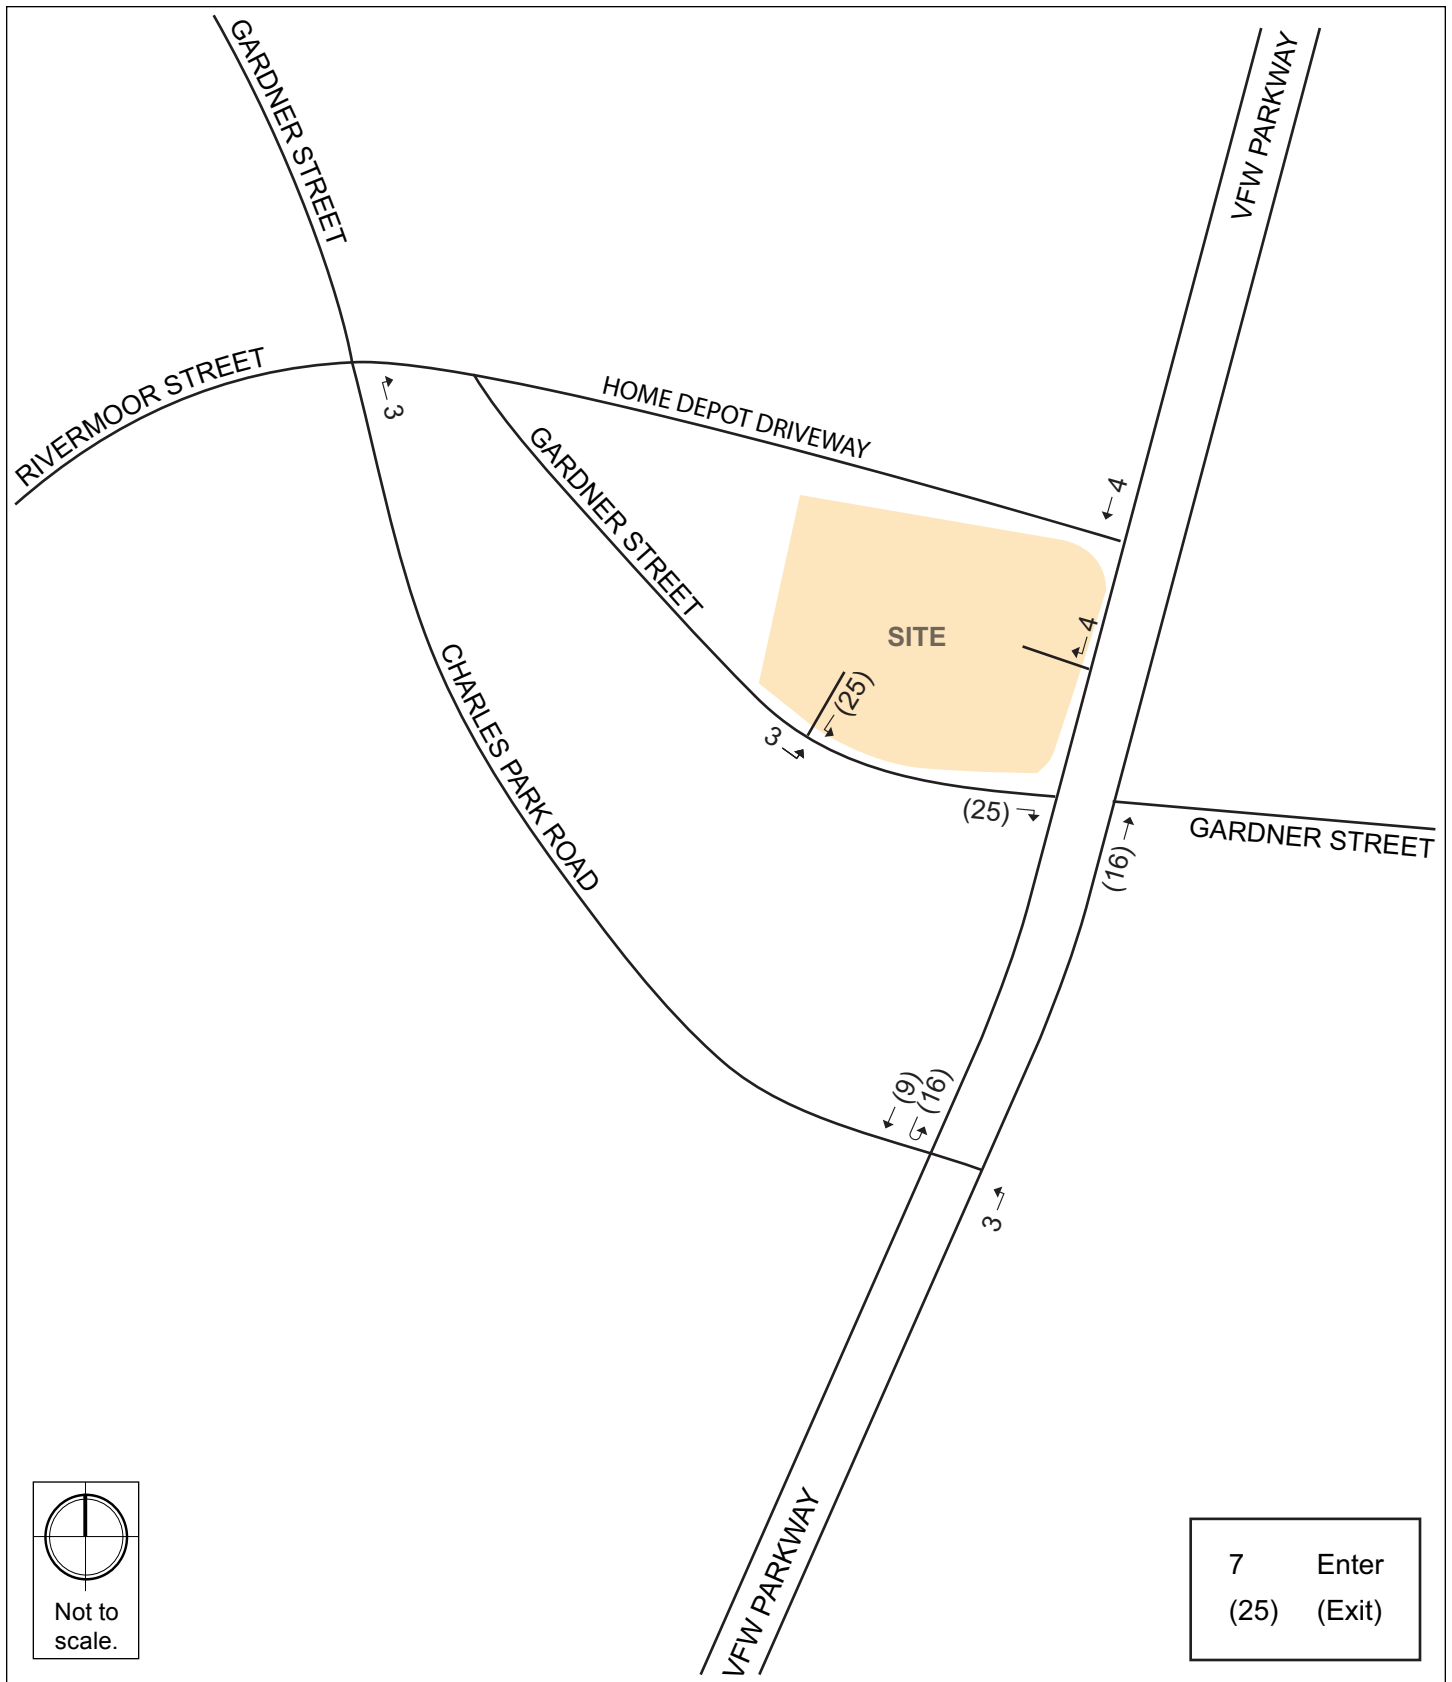 GARDNER STREET
VFW PARKWAY
RIVERMOOR STREET
3
HOME DEPOT DRIVEWAY
GARDNER STREET
4
SITE
4
CHARLES PARK ROAD
(25)
3
(25)
GARDNER STREET
(16)
(9)
(16)
3
VFW PARKWAY
Not to
scale.
7 Enter
(25) (Exit)